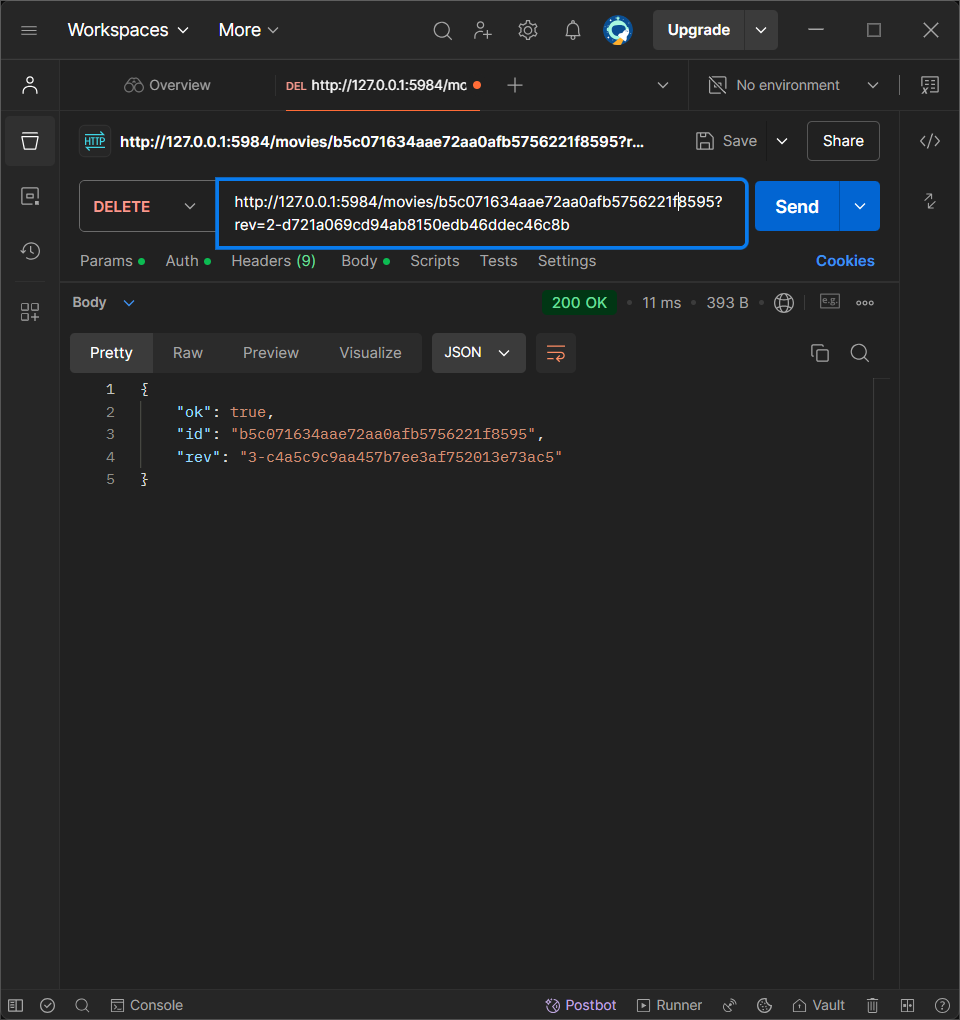 Workspaces More Upgrade
Overview DEL http://127.0.0.1:5984/mo No environment
HTTP http://127.0.0.1:5984/movies/b5c071634aae72aa0afb5756221f8595?r... Save Share
DELETE http://127.0.0.1:5984/movies/b5c071634aae72aa0afb5756221f8595? Send
rev=2-d721a069cd94ab8150edb46ddec46c8b
Params Auth Headers (9) Body Scripts Tests Settings Cookies
Body 200 OK 11 ms 393 B e.g.
Pretty Raw Preview Visualize JSON
1 {
2 "ok": true,
3 "id": "b5c071634aae72aa0afb5756221f8595",
4 "rev": "3-c4a5c9c9aa457b7ee3af752013e73ac5"
5 }
Console Postbot Runner Vault